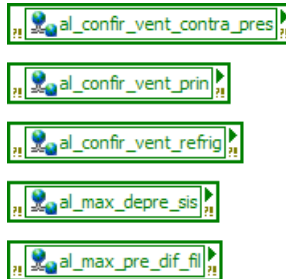 ?! al_confir_vent_contra_pres ?!
?! al_confir_vent_prin ?!
?! al_confir_vent_refrig ?!
?! al_max_depre_sis ?!
?! al_max_pre_dif_fil ?!